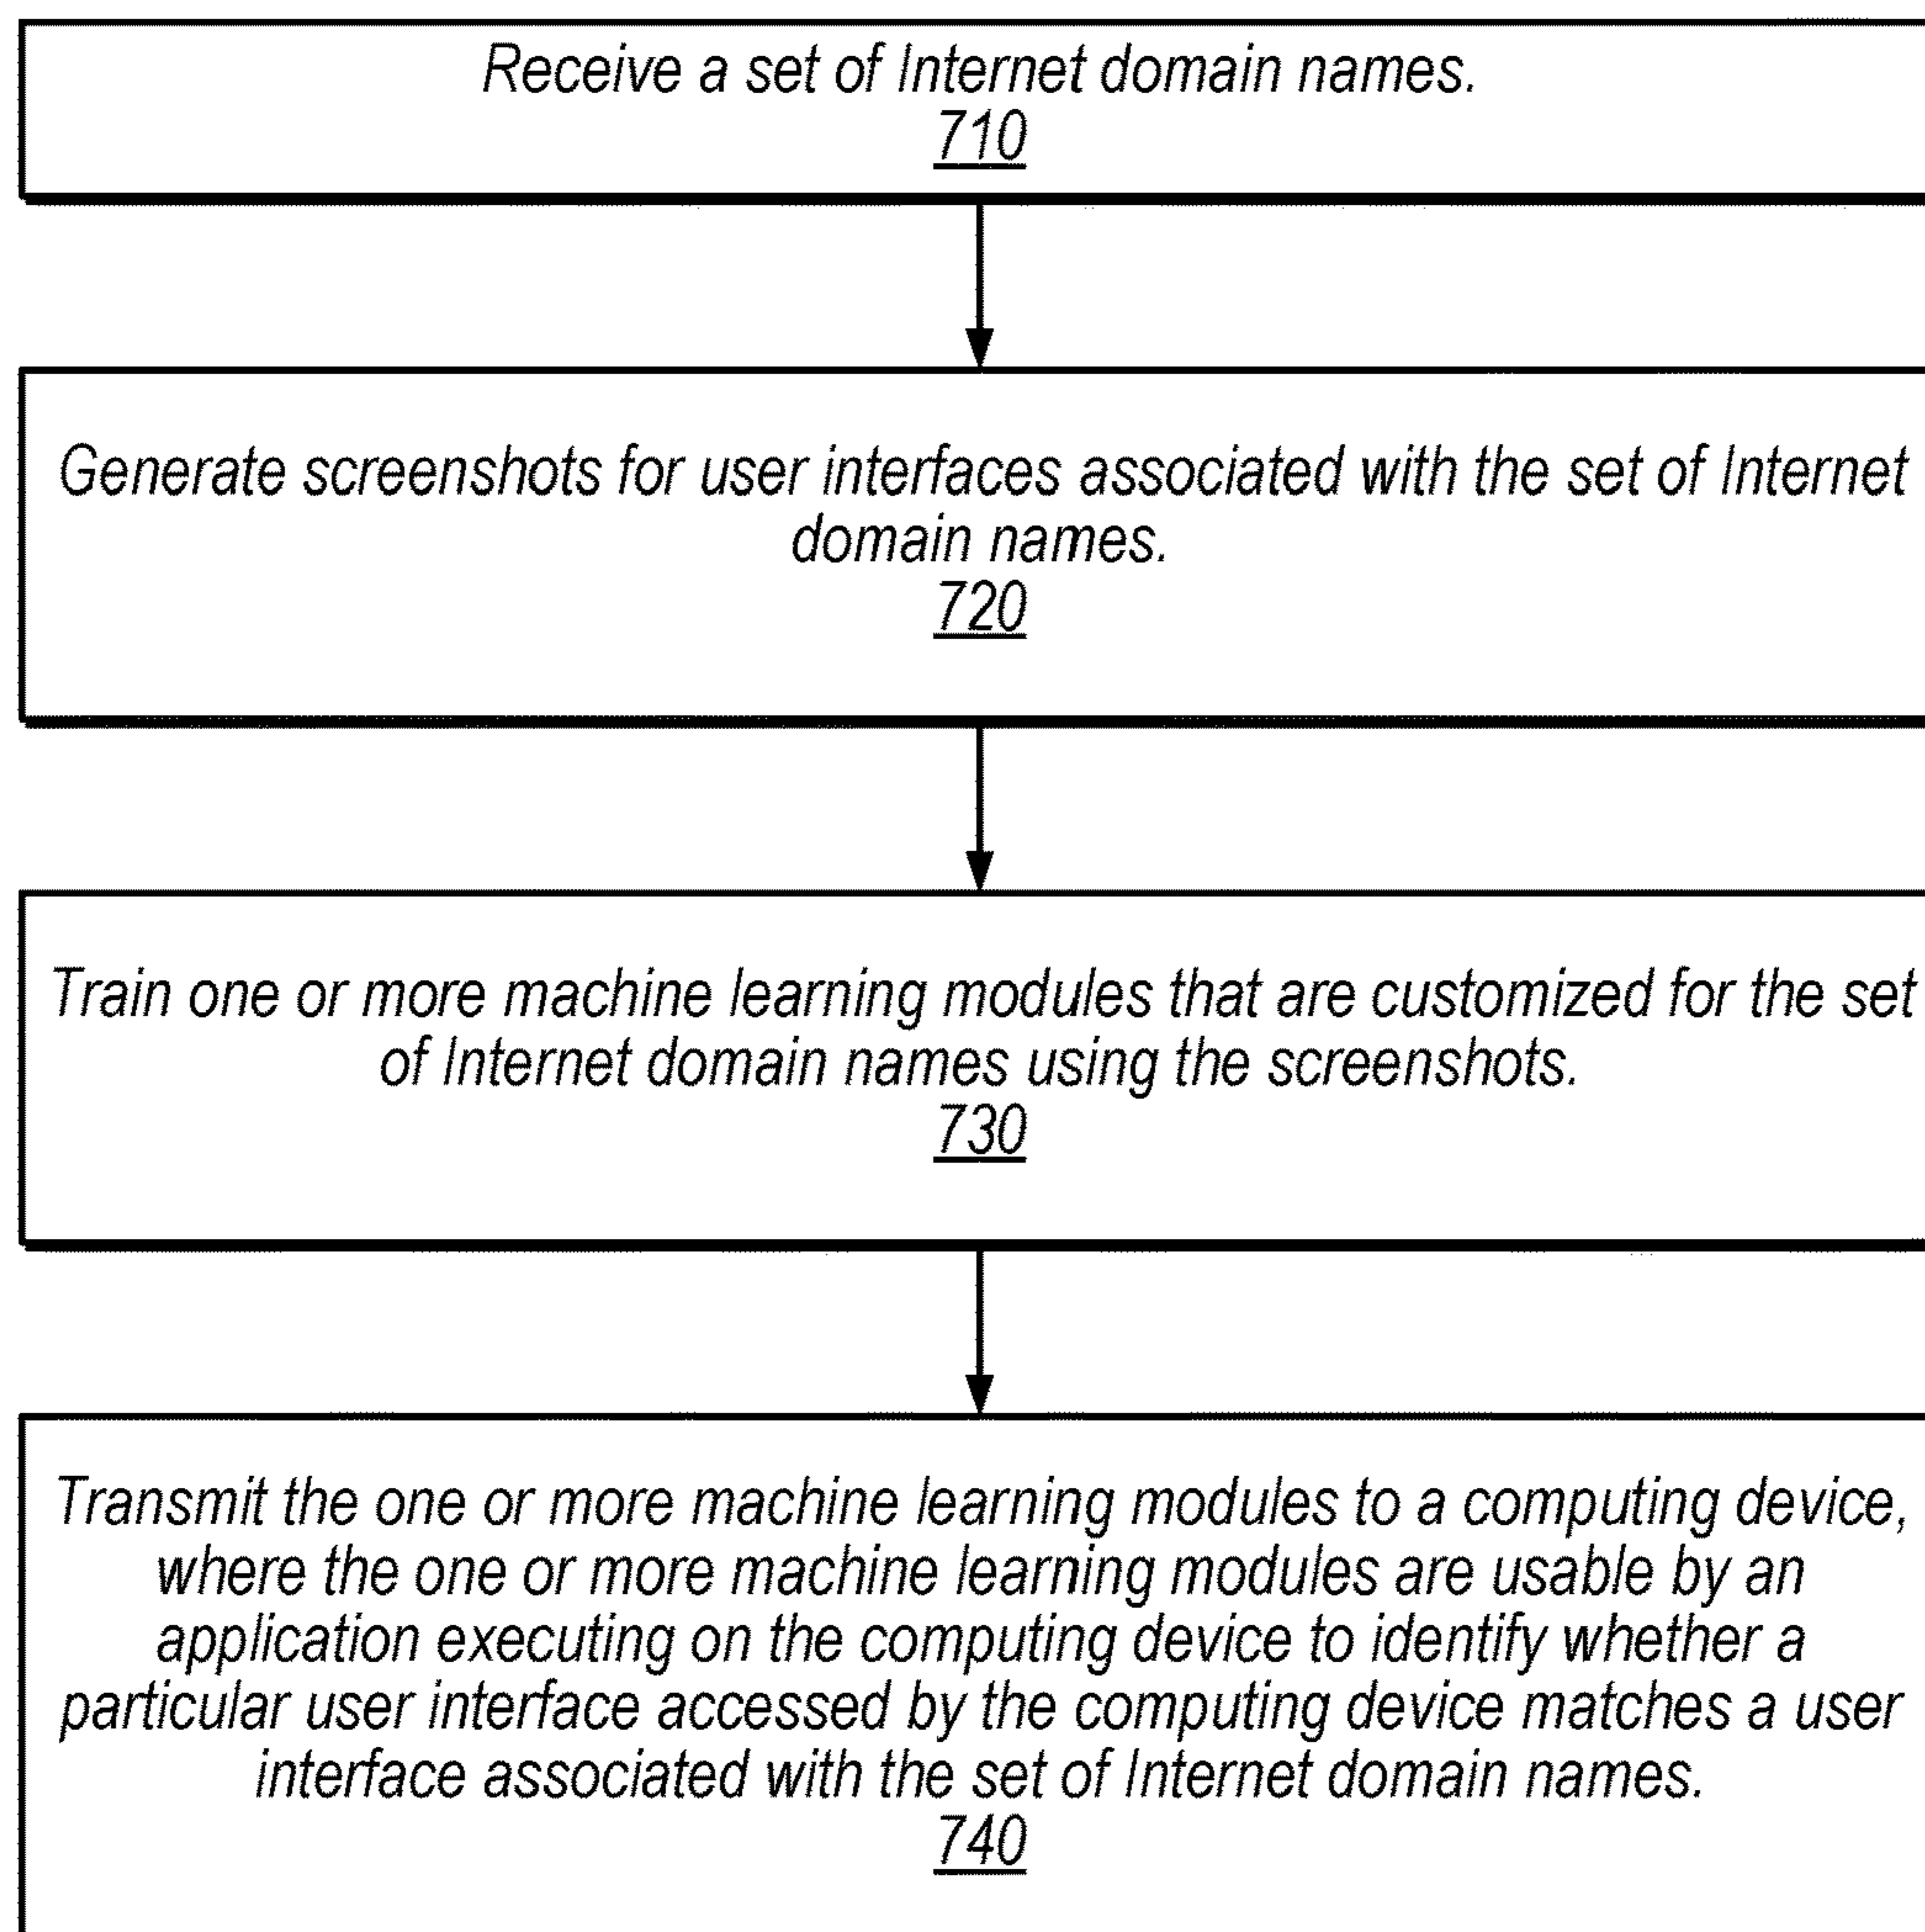 Receive a set of Internet domain names.
710
Generate screenshots for user interfaces associated with the set of Internet
domain names.
720
Train one or more machine learning modules that are customized for the set
of Internet domain names using the screenshots.
730
Transmit the one or more machine learning modules to a computing device,
where the one or more machine learning modules are usable by an
application executing on the computing device to identify whether a
particular user interface accessed by the computing device matches a user
interface associated with the set of Internet domain names.
740